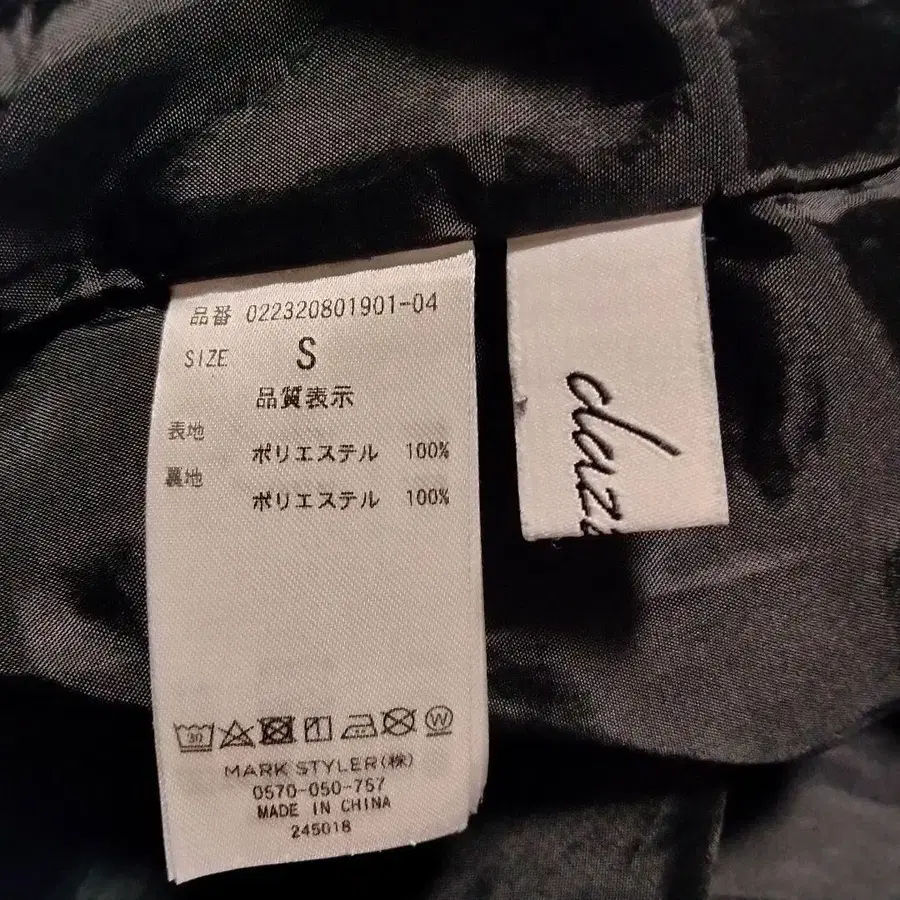 品番 022320801901-04
SIZE S
品質表示
表地
ポリエステル 100%
裏地
ポリエステル 100%
30
W
MARK STYLER(株)
0570-050-757
MADE IN CHINA
245018